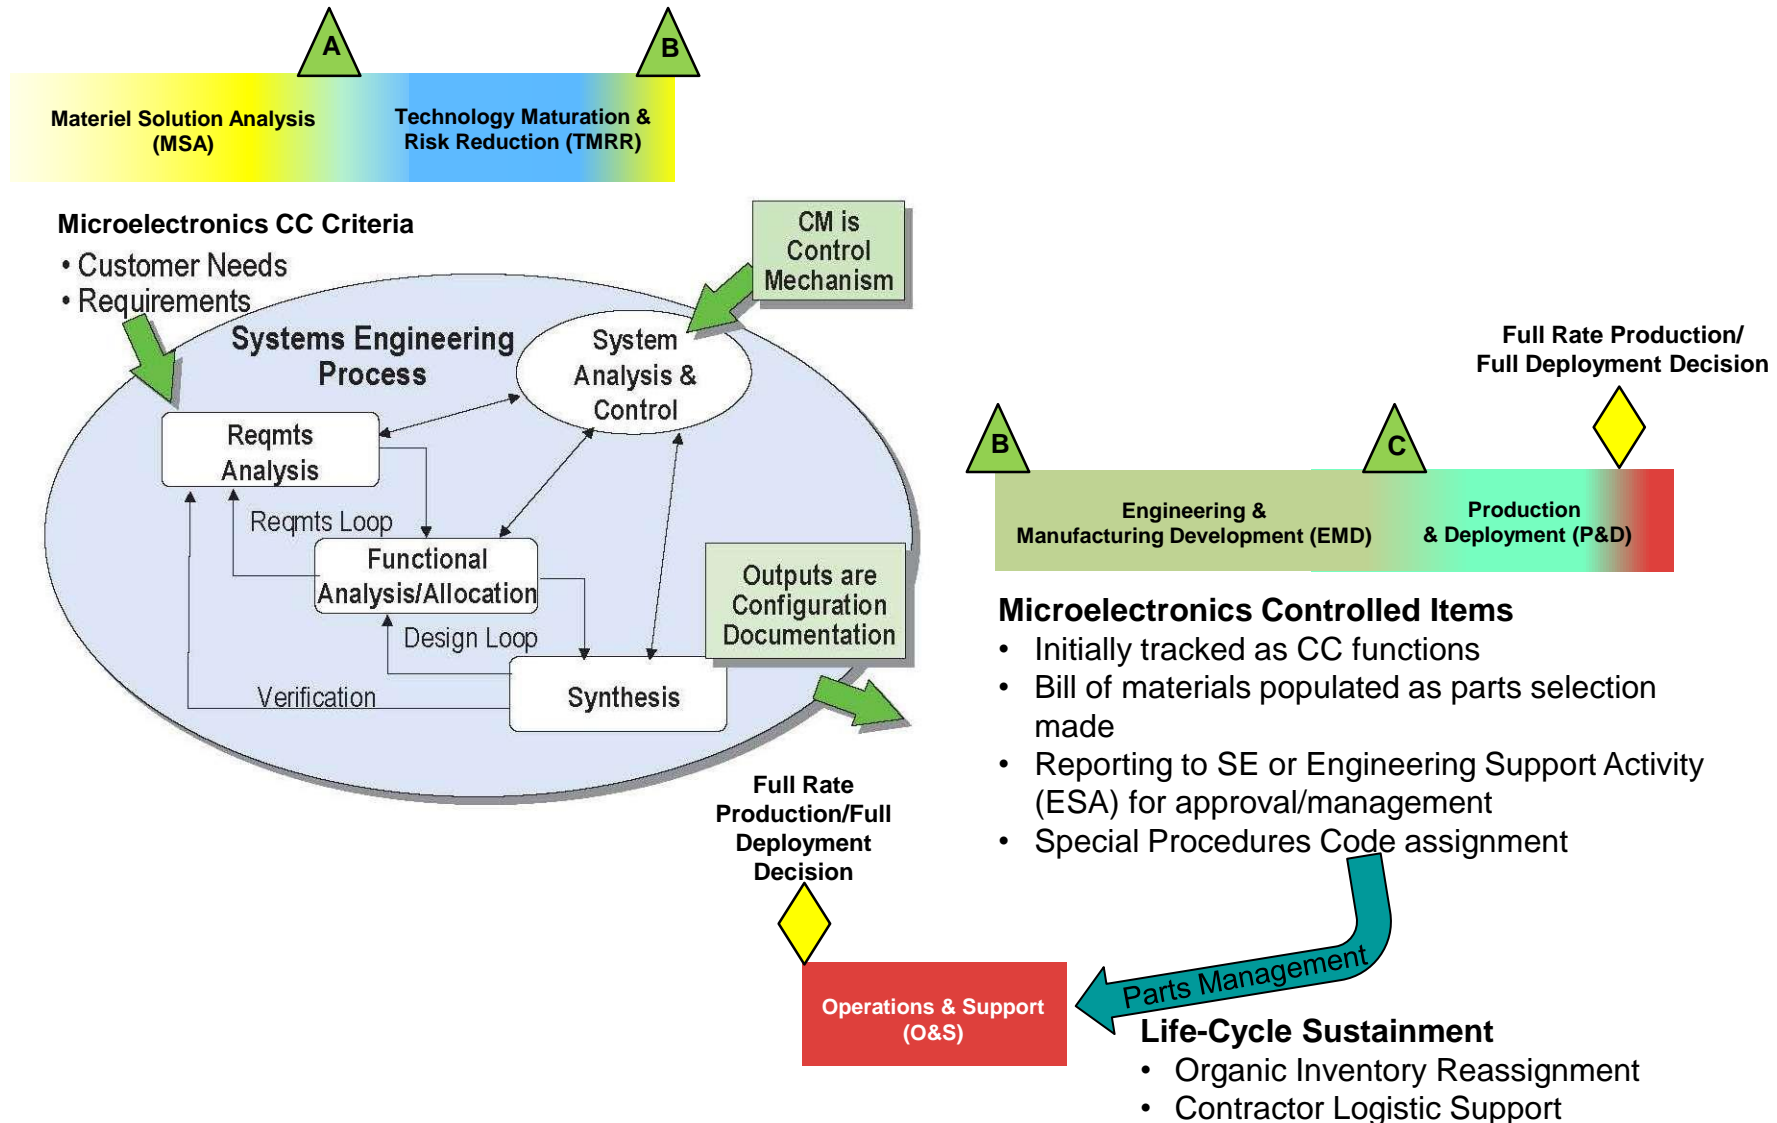 A
B
Materiel Solution Analysis
(MSA)
Technology Maturation &
Risk Reduction (TMRR)
Microelectronics CC Criteria
• Customer Needs
• Requirements
CM is
Control
Mechanism
Systems Engineering
Process
System
Analysis &
Control
Reqmts
Analysis
Reqmts Loop
Functional
Analysis/Allocation
Design Loop
Outputs are
Configuration
Documentation
Verification
Synthesis
Full Rate Production/
Full Deployment Decision
B
C
Engineering &
Manufacturing Development (EMD)
Production
& Deployment (P&D)
Microelectronics Controlled Items
• Initially tracked as CC functions
• Bill of materials populated as parts selection
made
• Reporting to SE or Engineering Support Activity
(ESA) for approval/management
• Special Procedures Code assignment
Full Rate
Production/Full
Deployment
Decision
Parts Management
Operations & Support
(O&S)
Life-Cycle Sustainment
• Organic Inventory Reassignment
• Contractor Logistic Support